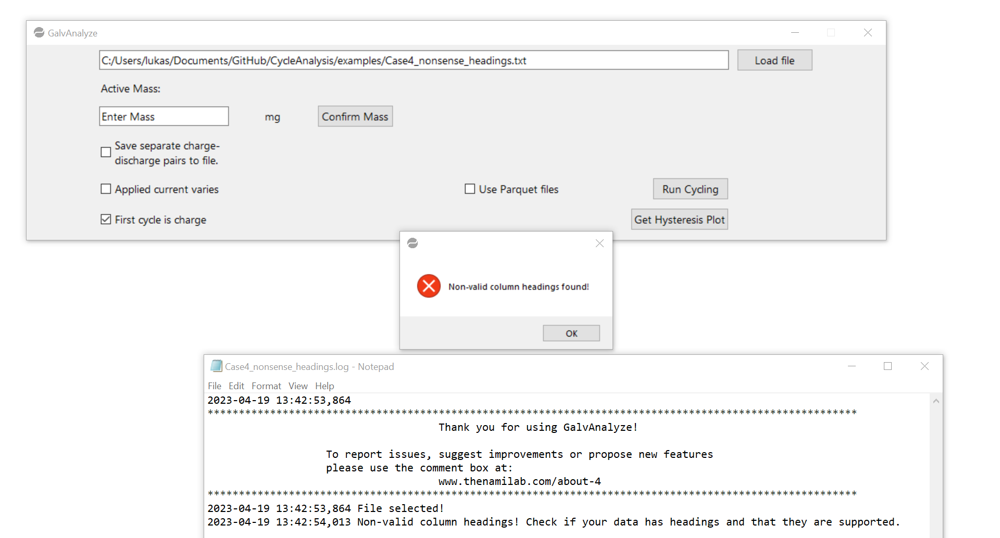 GalvAnalyze
C:/Users/lukas/Documents/GitHub/CycleAnalysis/examples/Case4_nonsense_headings.txt
Load file
Active Mass:
Enter Mass
mg
Confirm Mass
Save separate charge-
discharge pairs to file.
Applied current varies
Use Parquet files
Run Cycling
First cycle is charge
Get Hysteresis Plot
Non-valid column headings found!
OK
Case4_nonsense_headings.log - Notepad
File Edit Format View Help
2023-04-19 13:42:53,864
********************************************************************************************************
Thank you for using GalvAnalyze!
To report issues, suggest improvements or propose new features
please use the comment box at:
www.thenamilab.com/about-4
********************************************************************************************************
2023-04-19 13:42:53,864 File selected!
2023-04-19 13:42:54,013 Non-valid column headings! Check if your data has headings and that they are supported.